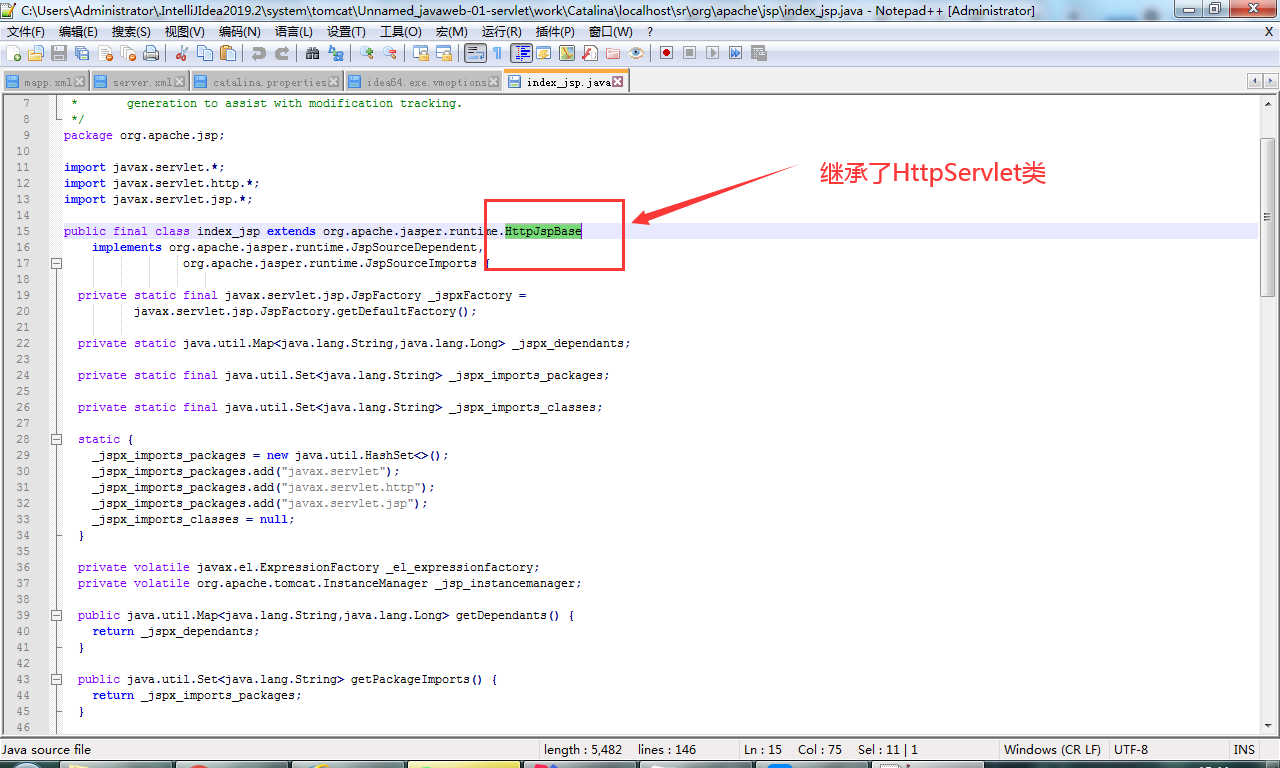 C:\Users\Administrator\.IntelliJIdea2019.2\system\tomcat\Unnamed_javaweb-01-servlet\work\Catalina\localhost\sr\org\apache\jsp\index_jsp.java - Notepad++ [Administrator]
文件(F) 编辑(E) 搜索(S) 视图(V) 编码(N) 语言(L) 设置(T) 工具(O) 宏(M) 运行(R) 插件(P) 窗口(W) ? X
mapp.xml server.xml catalina.properties idea64.exe.vmoptions index_jsp.java
7 * generation to assist with modification tracking.
8 */
9 package org.apache.jsp;
10
11 import javax.servlet.*;
12 import javax.servlet.http.*;
13 import javax.servlet.jsp.*;
继承了HttpServlet类
14
15 public final class index_jsp extends org.apache.jasper.runtime.HttpJspBase
16 implements org.apache.jasper.runtime.JspSourceDependent,
17 org.apache.jasper.runtime.JspSourceImports {
18
19 private static final javax.servlet.jsp.JspFactory _jspxFactory =
20 javax.servlet.jsp.JspFactory.getDefaultFactory();
21
22 private static java.util.Map<java.lang.String,java.lang.Long> _jspx_dependants;
23
24 private static final java.util.Set<java.lang.String> _jspx_imports_packages;
25
26 private static final java.util.Set<java.lang.String> _jspx_imports_classes;
27
28 static {
29 _jspx_imports_packages = new java.util.HashSet<>();
30 _jspx_imports_packages.add("javax.servlet");
31 _jspx_imports_packages.add("javax.servlet.http");
32 _jspx_imports_packages.add("javax.servlet.jsp");
33 _jspx_imports_classes = null;
34 }
35
36 private volatile javax.el.ExpressionFactory _el_expressionfactory;
37 private volatile org.apache.tomcat.InstanceManager _jsp_instancemanager;
38
39 public java.util.Map<java.lang.String,java.lang.Long> getDependants() {
40 return _jspx_dependants;
41 }
42
43 public java.util.Set<java.lang.String> getPackageImports() {
44 return _jspx_imports_packages;
45 }
46
Java source file length : 5,482 lines : 146 Ln : 15 Col : 75 Sel : 11 | 1 Windows (CR LF) UTF-8 INS